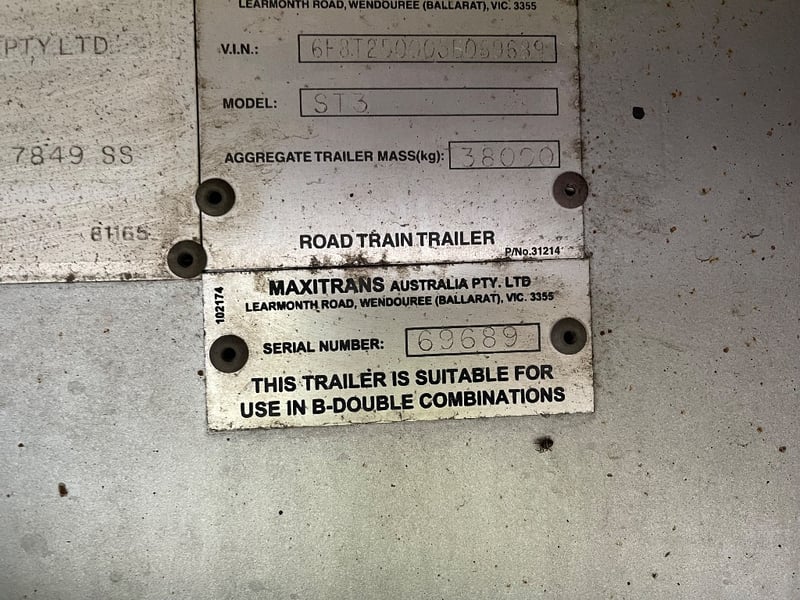 PTY LTD
7849 SS
61165
LEARMONTH ROAD, WENDOUREE (BALLARAT), VIC. 3355
V.I.N.:
MODEL: ST3
AGGREGATE TRAILER MASS(kg): 38000
ROAD TRAIN TRAILER
P/No.31214
102174
MAXITRANS AUSTRALIA PTY. LTD
LEARMONTH ROAD, WENDOUREE (BALLARAT), VIC. 3355
SERIAL NUMBER: 69689
THIS TRAILER IS SUITABLE FOR
USE IN B-DOUBLE COMBINATIONS